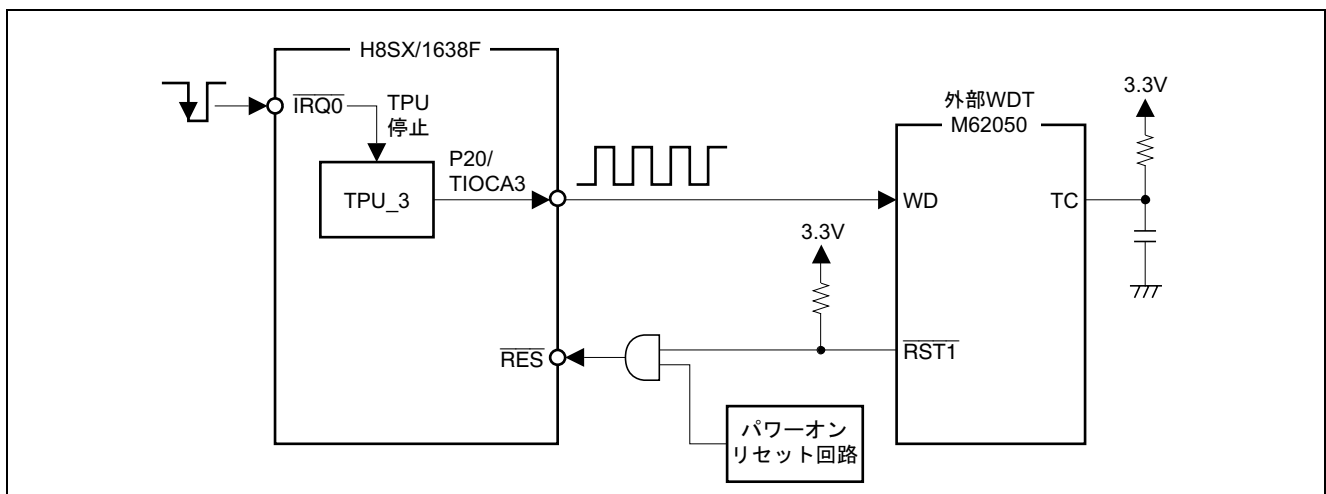 H8SX/1638F
IRQ0
TPU
停止
TPU_3
P20/
TIOCA3
RES
3.3V
外部WDT
M62050
WD
TC
RST1
3.3V
パワーオン
リセット回路